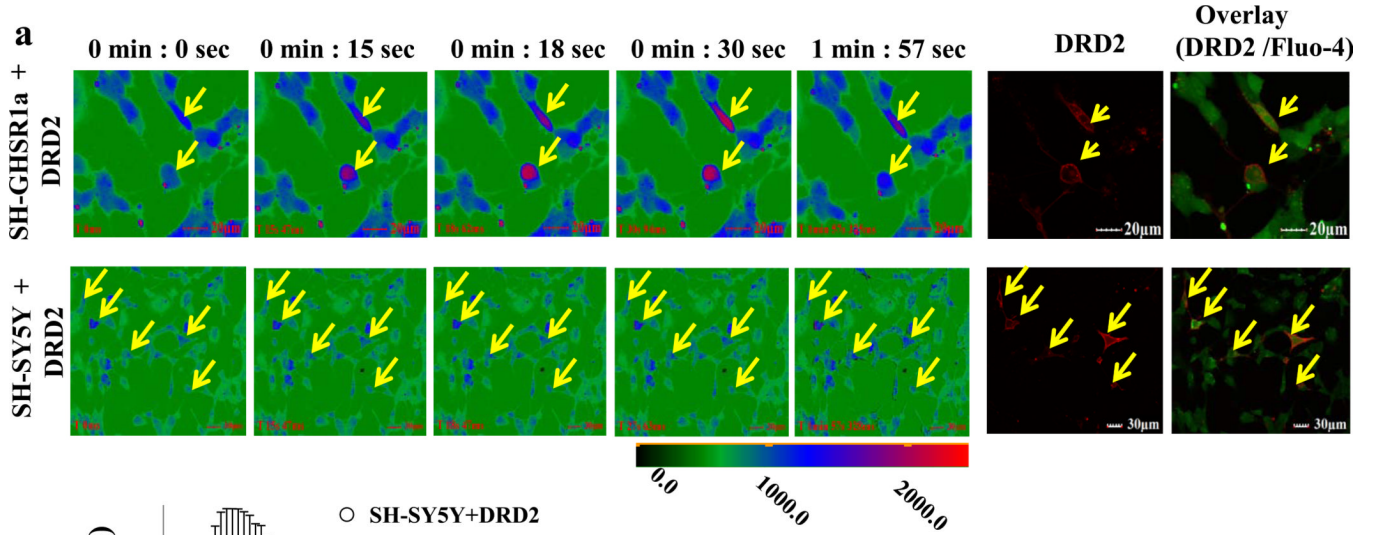 a
0 min : 0 sec
0 min : 15 sec
0 min : 18 sec
0 min : 30 sec
1 min : 57 sec
DRD2
Overlay
(DRD2 /Fluo-4)
SH-GHSR1a +
DRD2
20µm
20µm
20µm
20µm
20µm
20µm
20µm
SH-SY5Y +
DRD2
30µm
30µm
0.0
1000.0
2000.0
SH-SY5Y+DRD2